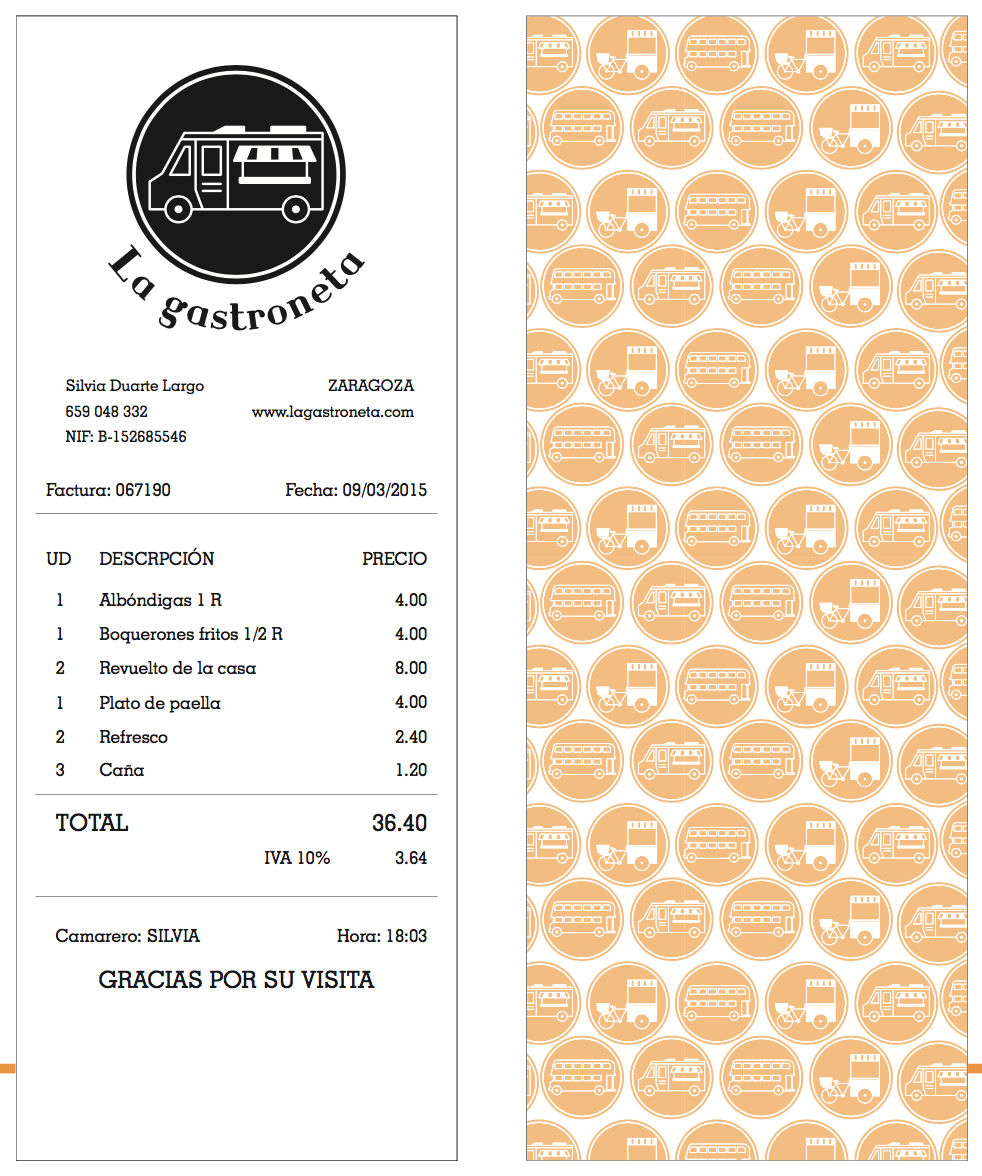 La gastroneta
Silvia Duarte Largo ZARAGOZA
659 048 332 www.lagastroneta.com
NIF: B-152685546
Factura: 067190 Fecha: 09/03/2015
UD DESCRPCIÓN PRECIO
1 Albóndigas 1 R 4.00
1 Boquerones fritos 1/2 R 4.00
2 Revuelto de la casa 8.00
1 Plato de paella 4.00
2 Refresco 2.40
3 Caña 1.20
TOTAL 36.40
IVA 10% 3.64
Camarero: SILVIA Hora: 18:03
GRACIAS POR SU VISITA